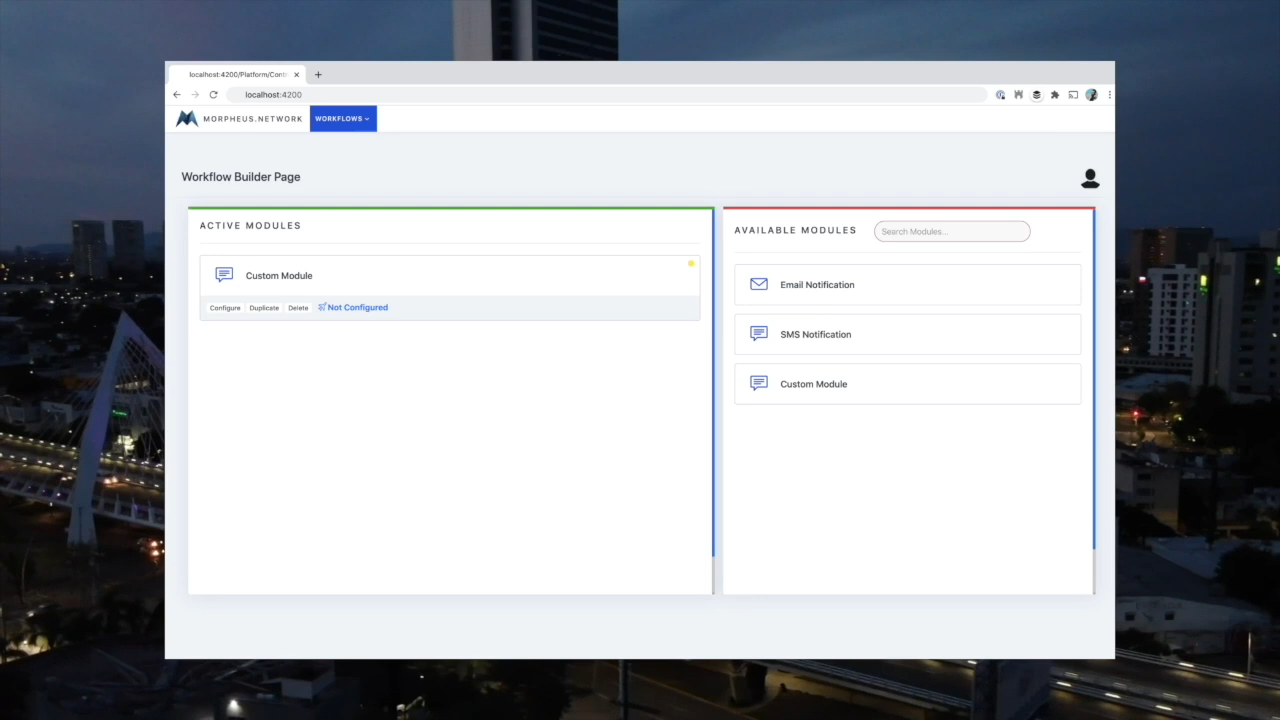 localhost:4200/Platform/Contr
localhost:4200
MORPHEUS.NETWORK
WORKFLOWS
Workflow Builder Page
ACTIVE MODULES
Custom Module
Configure Duplicate Delete Not Configured
AVAILABLE MODULES
Search Modules...
Email Notification
SMS Notification
Custom Module